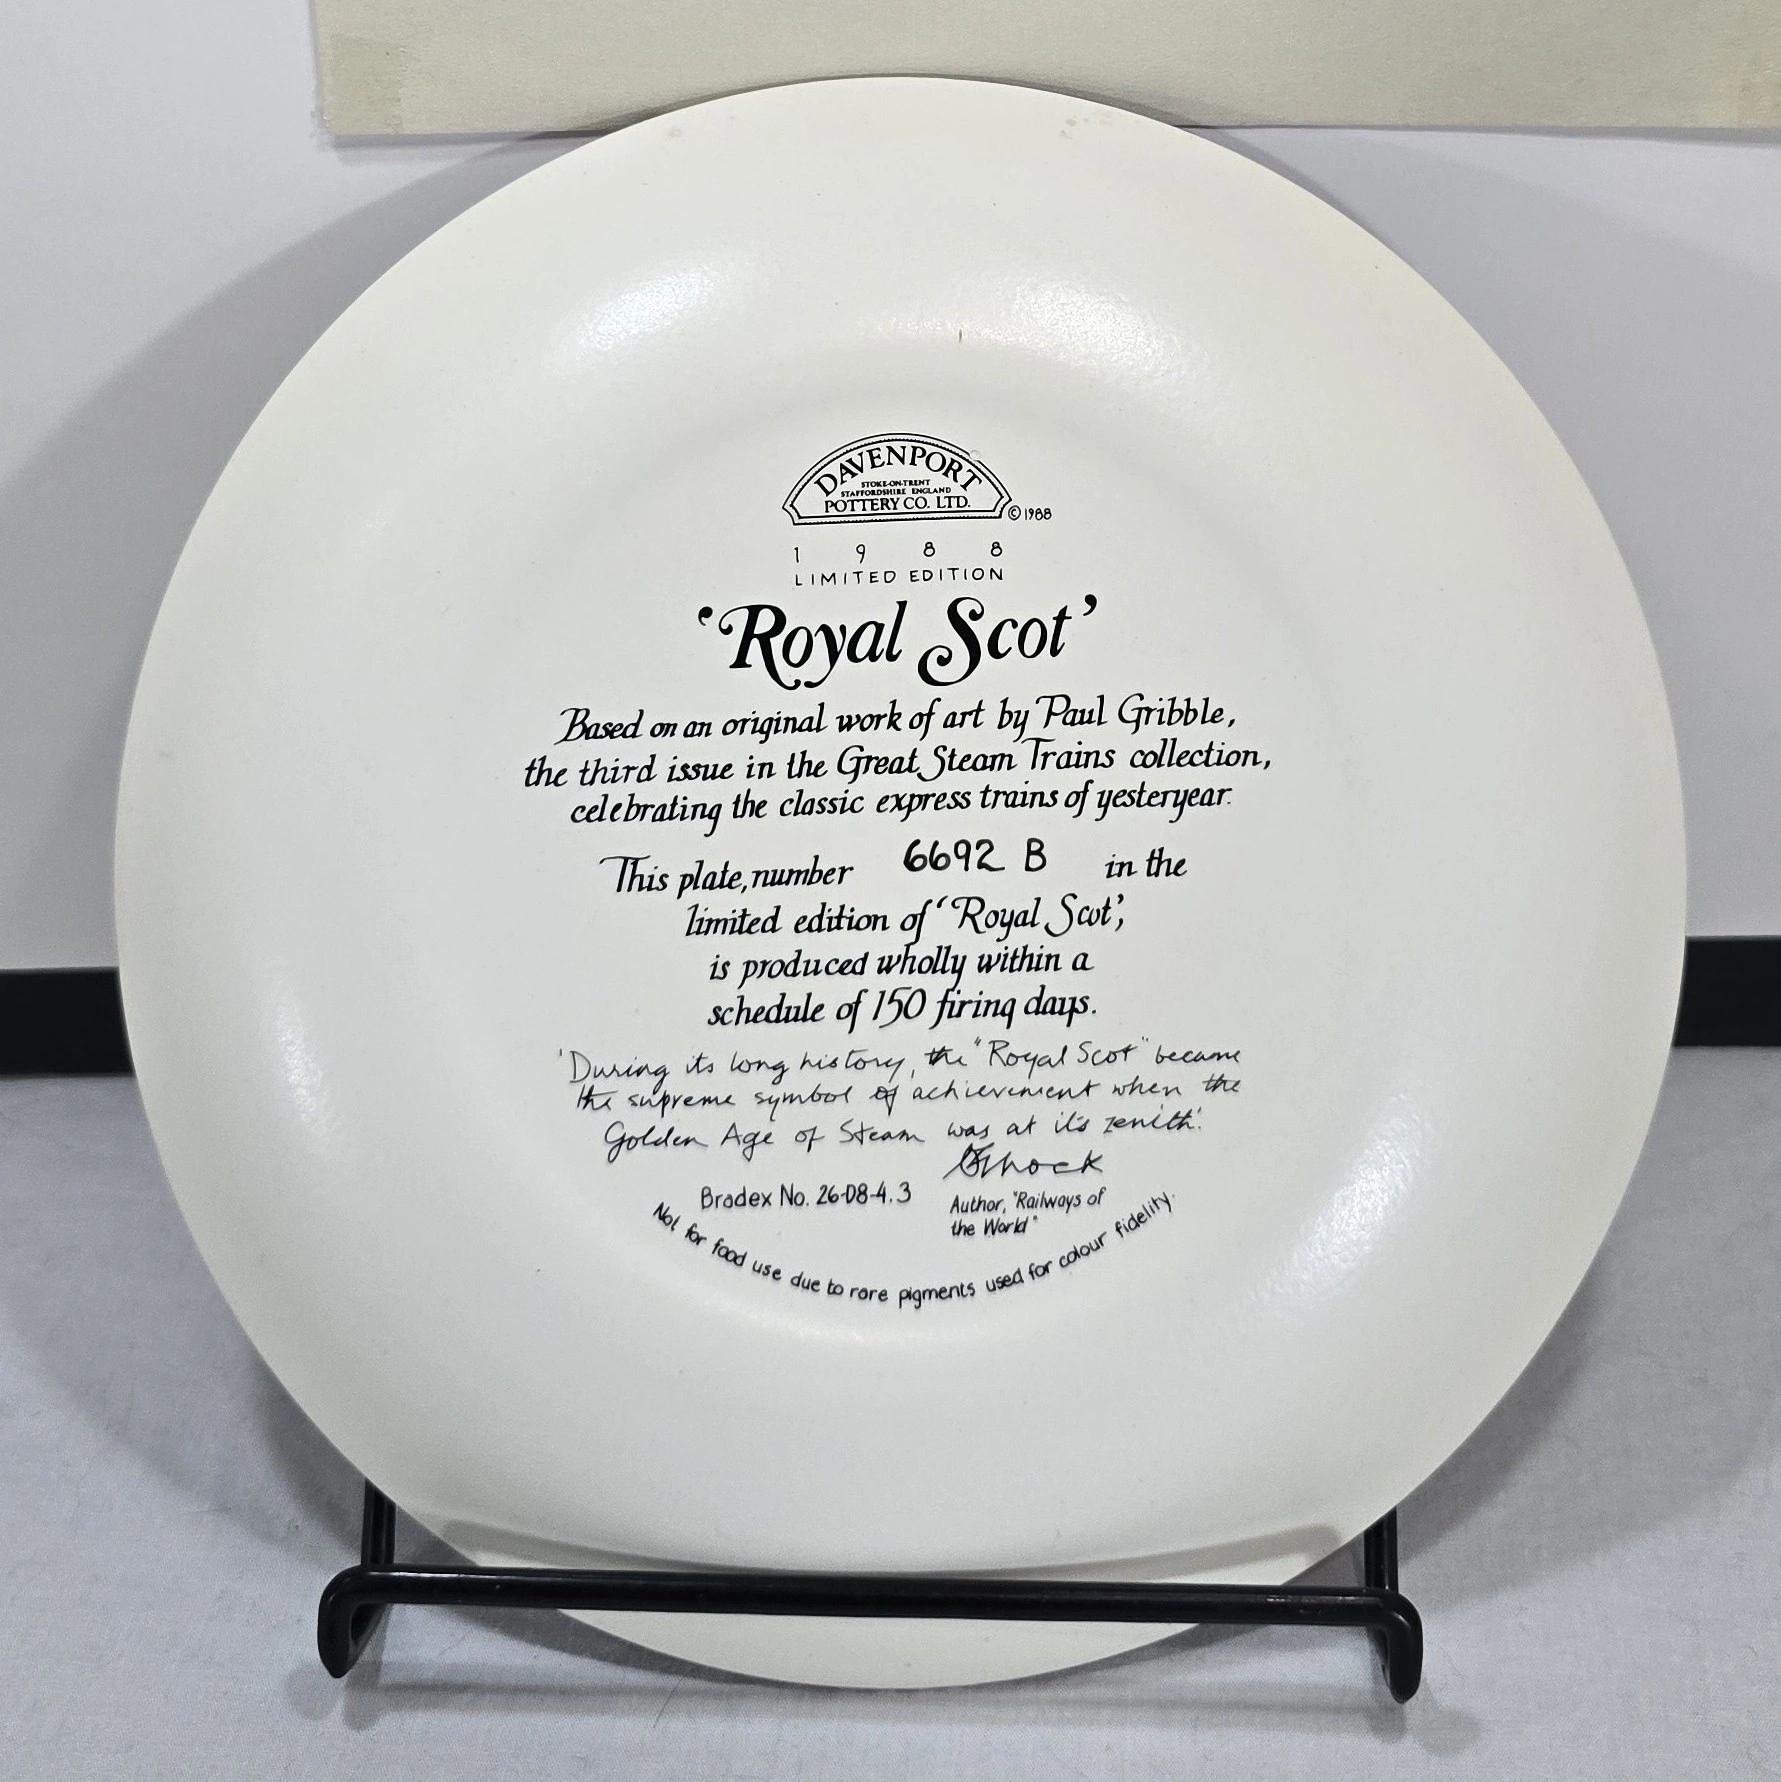 DAVENPORT
STOKE-ON-TRENT
STAFFORDSHIRE ENGLAND
POTTERY CO. LTD.
© 1988
1988
LIMITED EDITION
'Royal Scot'
Based on an original work of art by Paul Gribble,
the third issue in the Great Steam Trains collection,
celebrating the classic express trains of yesteryear.
This plate, number 6692 B in the
limited edition of 'Royal Scot',
is produced wholly within a
schedule of 150 firing days.
'During its long history, the "Royal Scot" became
the supreme symbol of achievement when the
Golden Age of Steam was at it's zenith'.
Bradex No. 26-D8-4.3
Author, "Railways of
the World"
Not for food use due to rare pigments used for colour fidelity.